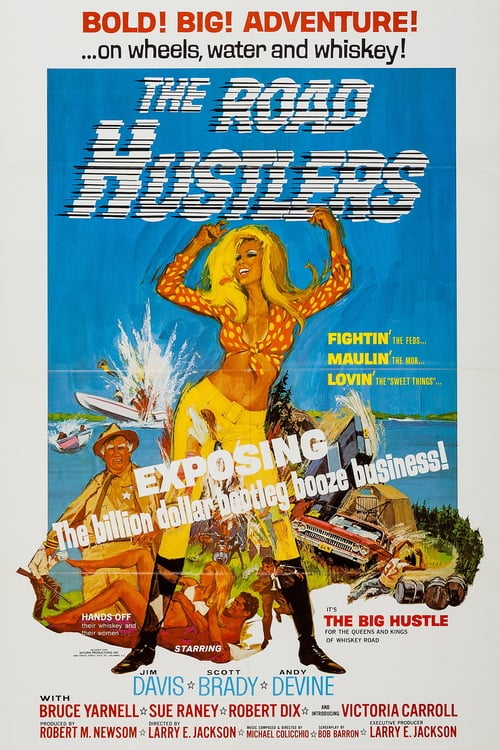 BOLD! BIG! ADVENTURE!
...on wheels, water and whiskey!
THE ROAD
HUSTLERS
FIGHTIN' THE FEDS...
MAULIN' THE MOB...
LOVIN' THE "SWEET THINGS"...
EXPOSING
The billion dollar bootleg booze business!
HANDS OFF
their whiskey and
their women...
IT'S
THE BIG HUSTLE
FOR THE QUEENS AND KINGS
OF WHISKEY ROAD
STARRING
JIM DAVIS ☆ SCOTT BRADY ☆ ANDY DEVINE
WITH
BRUCE YARNELL ☆ SUE RANEY ☆ ROBERT DIX ☆ AND INTRODUCING VICTORIA CARROLL
PRODUCED BY ROBERT M. NEWSOM ☆ DIRECTED BY LARRY E. JACKSON ☆ MUSIC COMPOSED & DIRECTED BY MICHAEL COLICCHIO ☆ SCREENPLAY BY BOB BARRON ☆ EXECUTIVE PRODUCER LARRY E. JACKSON